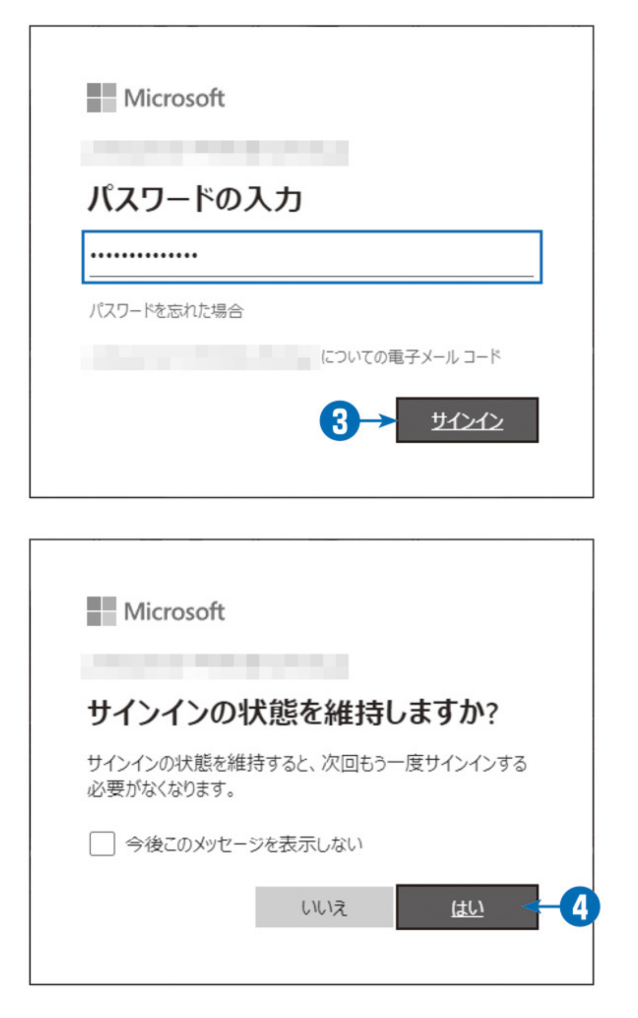 Microsoft
パスワードの入力
••••••••••••••
パスワードを忘れた場合
についての電子メール コード
3
サインイン
Microsoft
サインインの状態を維持しますか?
サインインの状態を維持すると、次回もう一度サインインする
必要がなくなります。
今後このメッセージを表示しない
いいえ
はい
4